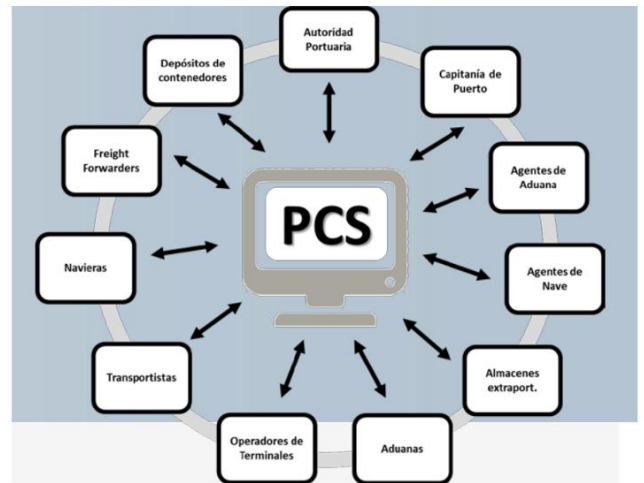 Autoridad
Portuaria
Depósitos de
contenedores
Capitanía de
Puerto
Freight
Forwarders
Agentes de
Aduana
PCS
Navieras
Agentes de
Nave
Transportistas
Almacenes
extraport.
Operadores de
Terminales
Aduanas